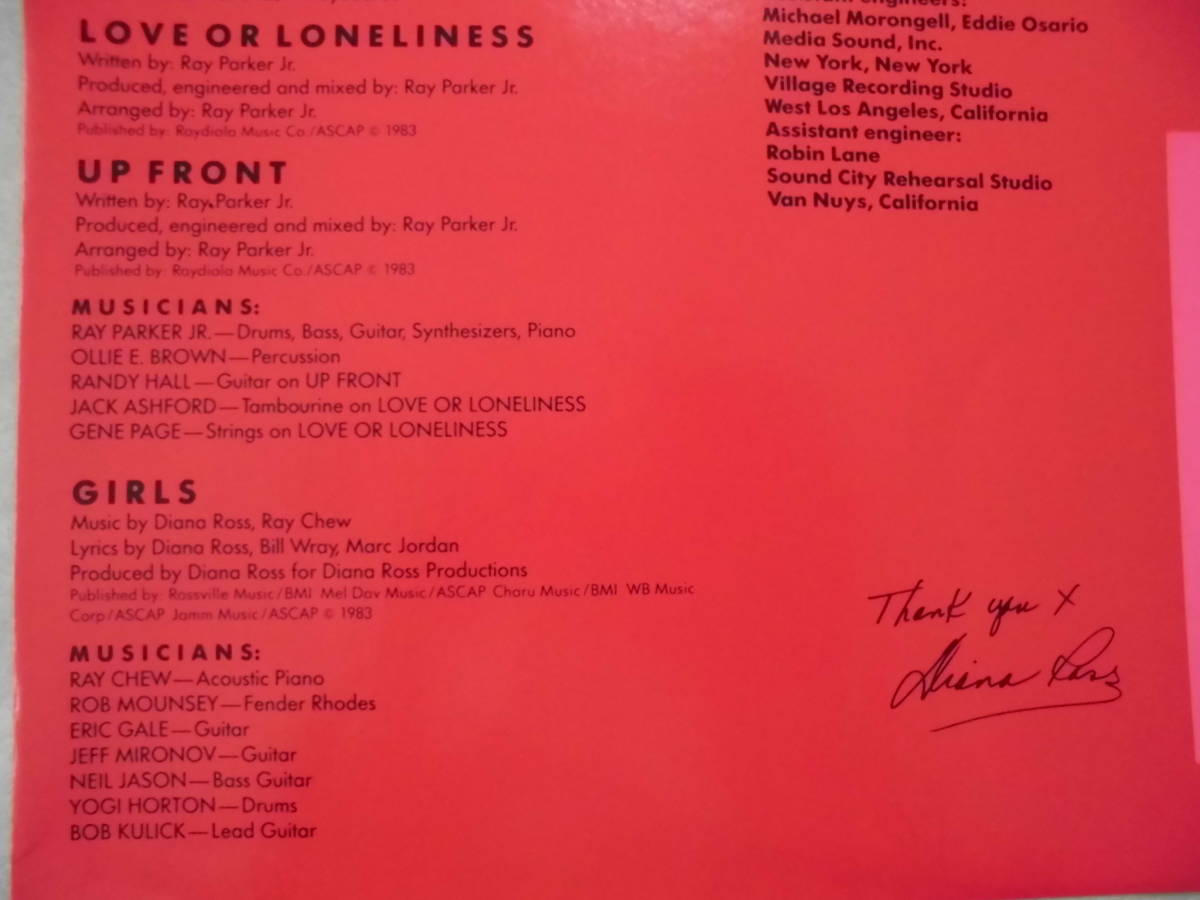 LOVE OR LONELINESS
Written by: Ray Parker Jr.
Produced, engineered and mixed by: Ray Parker Jr.
Arranged by: Ray Parker Jr.
Published by: Raydiola Music Co./ASCAP © 1983
UP FRONT
Written by: Ray Parker Jr.
Produced, engineered and mixed by: Ray Parker Jr.
Arranged by: Ray Parker Jr.
Published by: Raydiola Music Co./ASCAP © 1983
MUSICIANS:
RAY PARKER JR.—Drums, Bass, Guitar, Synthesizers, Piano
OLLIE E. BROWN—Percussion
RANDY HALL—Guitar on UP FRONT
JACK ASHFORD—Tambourine on LOVE OR LONELINESS
GENE PAGE—Strings on LOVE OR LONELINESS
GIRLS
Music by Diana Ross, Ray Chew
Lyrics by Diana Ross, Bill Wray, Marc Jordan
Produced by Diana Ross for Diana Ross Productions
Published by: Rossville Music/BMI Mel Dav Music/ASCAP Charu Music/BMI WB Music
Corp/ASCAP Jamm Music/ASCAP © 1983
MUSICIANS:
RAY CHEW—Acoustic Piano
ROB MOUNSEY—Fender Rhodes
ERIC GALE—Guitar
JEFF MIRONOV—Guitar
NEIL JASON—Bass Guitar
YOGI HORTON—Drums
BOB KULICK—Lead Guitar
engineers:
Michael Morongell, Eddie Osario
Media Sound, Inc.
New York, New York
Village Recording Studio
West Los Angeles, California
Assistant engineer:
Robin Lane
Sound City Rehearsal Studio
Van Nuys, California
Thank you X
Diana Ross